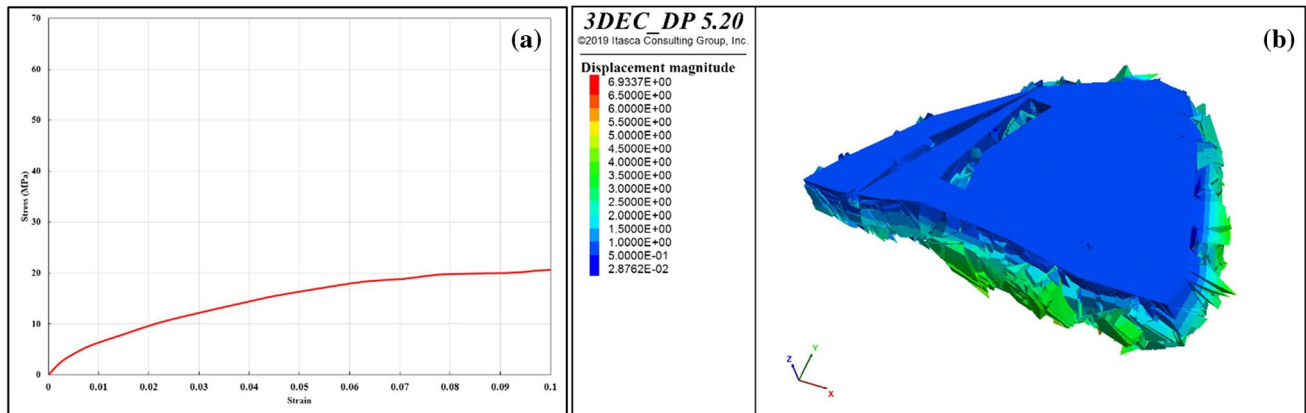 (a)
70
60
50
40
30
20
10
0
Stress (MPa)
0 0.01 0.02 0.03 0.04 0.05 0.06 0.07 0.08 0.09 0.1
Strain
3DEC_DP 5.20
©2019 Itasca Consulting Group, Inc.
Displacement magnitude
6.9337E+00
6.5000E+00
6.0000E+00
5.5000E+00
5.0000E+00
4.5000E+00
4.0000E+00
3.5000E+00
3.0000E+00
2.5000E+00
2.0000E+00
1.5000E+00
1.0000E+00
5.0000E-01
2.8762E-02
(b)
Y
Z
X